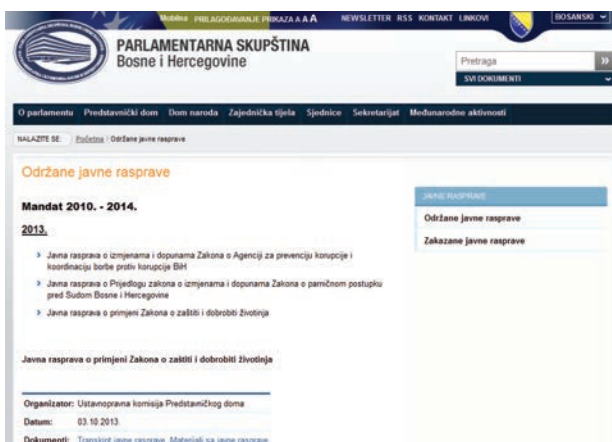 Mobilna PRILAGOĐAVANJE PRIKAZA A A A NEWSLETTER RSS KONTAKT LINKOVI BOSANSKI
PARLAMENTARNA SKUPŠTINA
Bosne i Hercegovine
Pretraga
SVI DOKUMENTI
O parlamentu Predstavnički dom Dom naroda Zajednička tijela Sjednice Sekretarijat Međunarodne aktivnosti
NALAZITE SE: Početna / Održane javne rasprave
Održane javne rasprave
JAVNE RASPRAVE
Održane javne rasprave
Zakazane javne rasprave
Mandat 2010. - 2014.
2013.
Javna rasprava o izmjenama i dopunama Zakona o Agenciji za prevenciju korupcije i
koordinaciju borbe protiv korupcije BiH
Javna rasprava o Prijedlogu zakona o izmjenama i dopunama Zakona o parničnom postupku
pred Sudom Bosne i Hercegovine
Javna rasprava o primjeni Zakona o zaštiti i dobrobiti životinja
Javna rasprava o primjeni Zakona o zaštiti i dobrobiti životinja
Organizator: Ustavnopravna komisija Predstavničkog doma
Datum: 03.10.2013.
Dokumenti: Transkript javne rasprave, Materijali sa javne rasprave